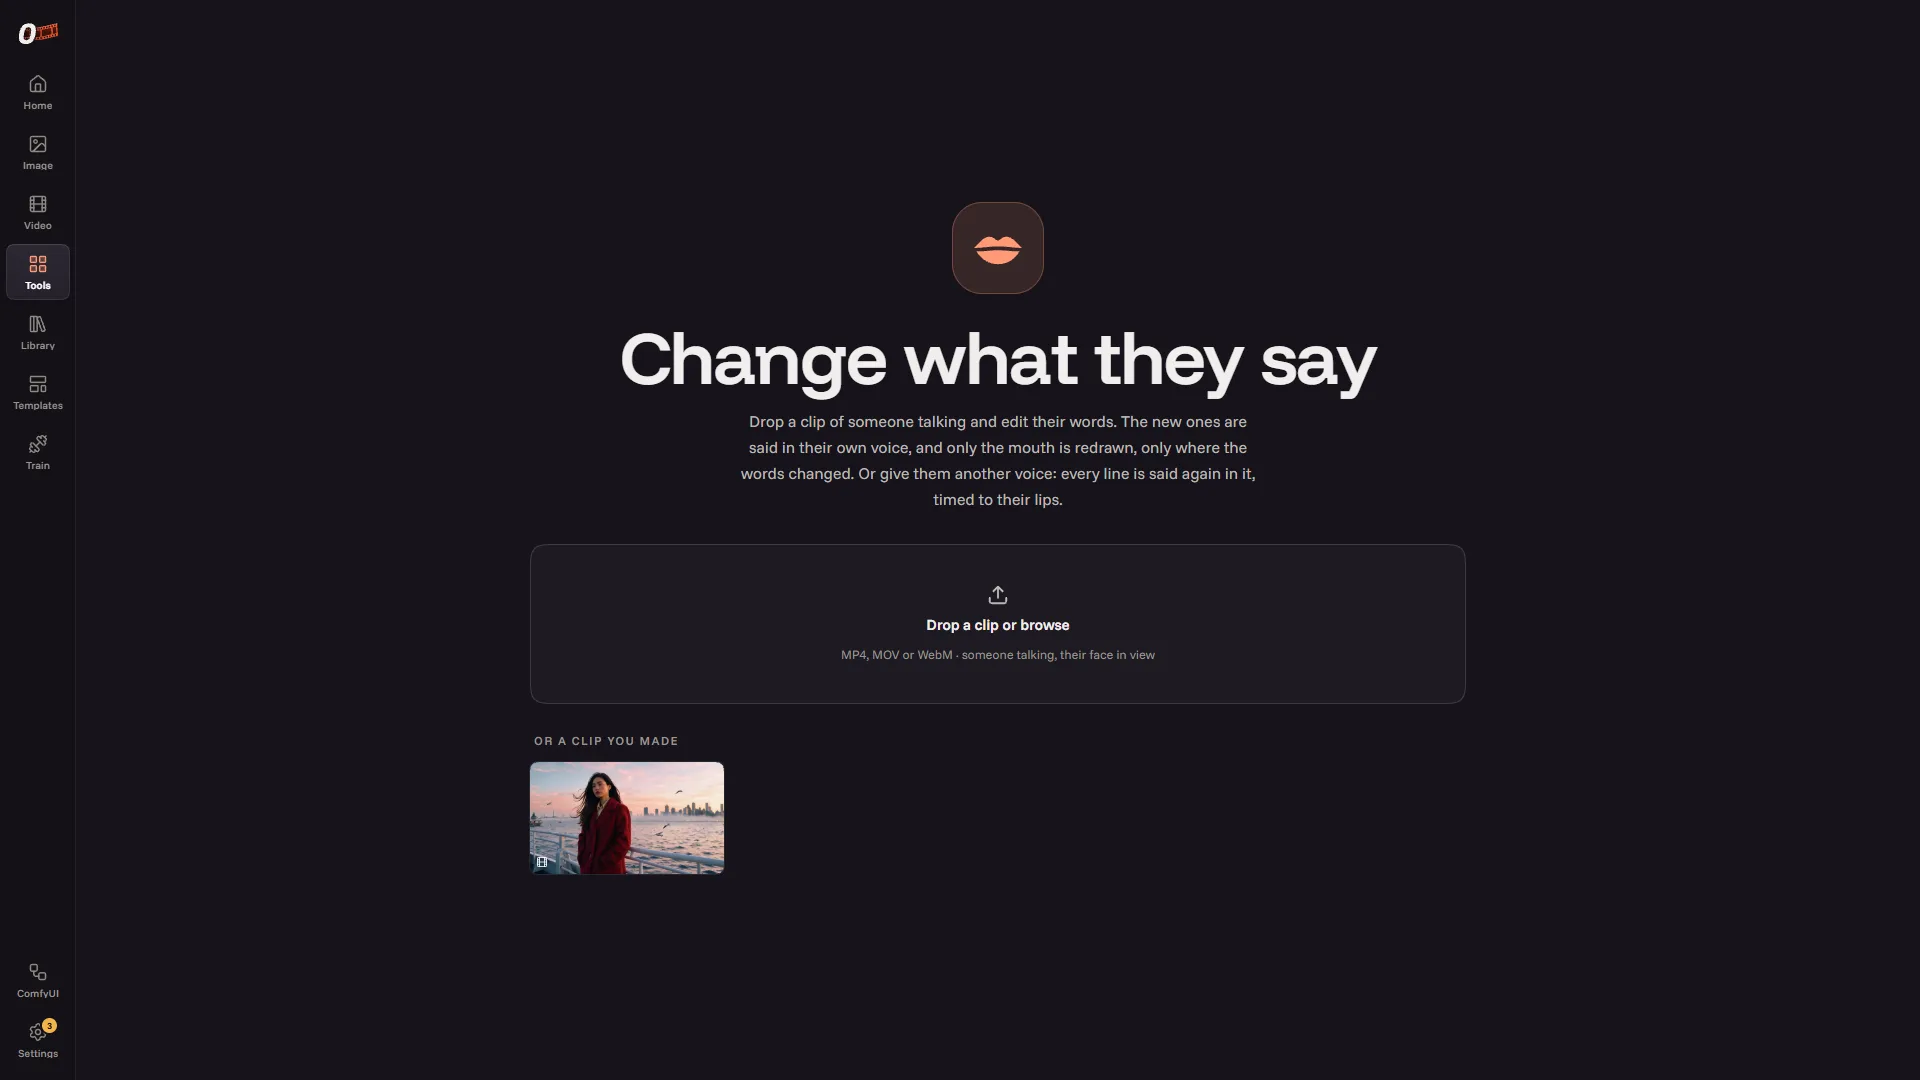 0
Home
Image
Video
Tools
Library
Templates
Train
ComfyUI
3
Settings
Change what they say
Drop a clip of someone talking and edit their words. The new ones are
said in their own voice, and only the mouth is redrawn, only where the
words changed. Or give them another voice: every line is said again in it,
timed to their lips.
Drop a clip or browse
MP4, MOV or WebM · someone talking, their face in view
OR A CLIP YOU MADE